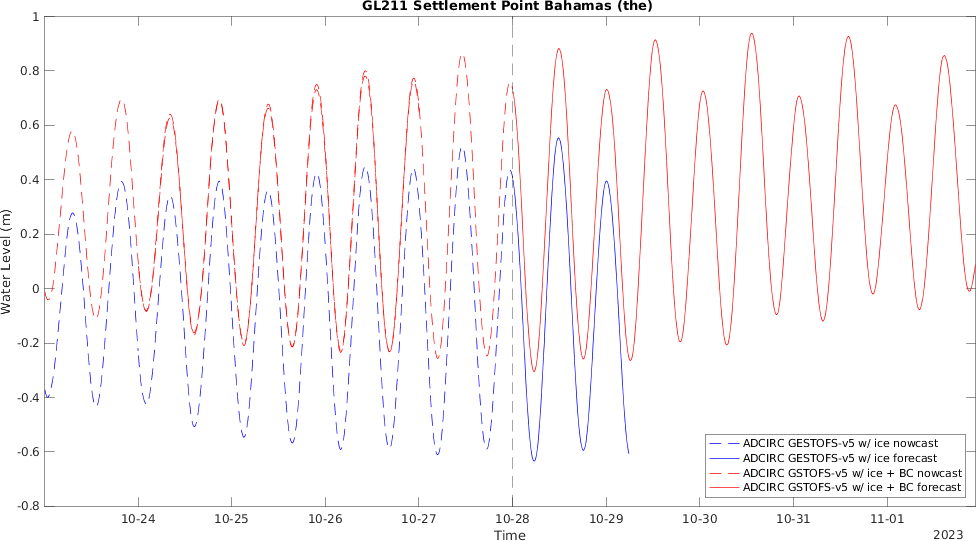 GL211 Settlement Point Bahamas (the)
1
0.8
0.6
0.4
0.2
0
-0.2
-0.4
-0.6
-0.8
Water Level (m)
10-24 10-25 10-26 10-27 10-28 10-29 10-30 10-31 11-01
Time
2023
ADCIRC GESTOFS-v5 w/ ice nowcast
ADCIRC GESTOFS-v5 w/ ice forecast
ADCIRC GSTOFS-v5 w/ ice + BC nowcast
ADCIRC GSTOFS-v5 w/ ice + BC forecast